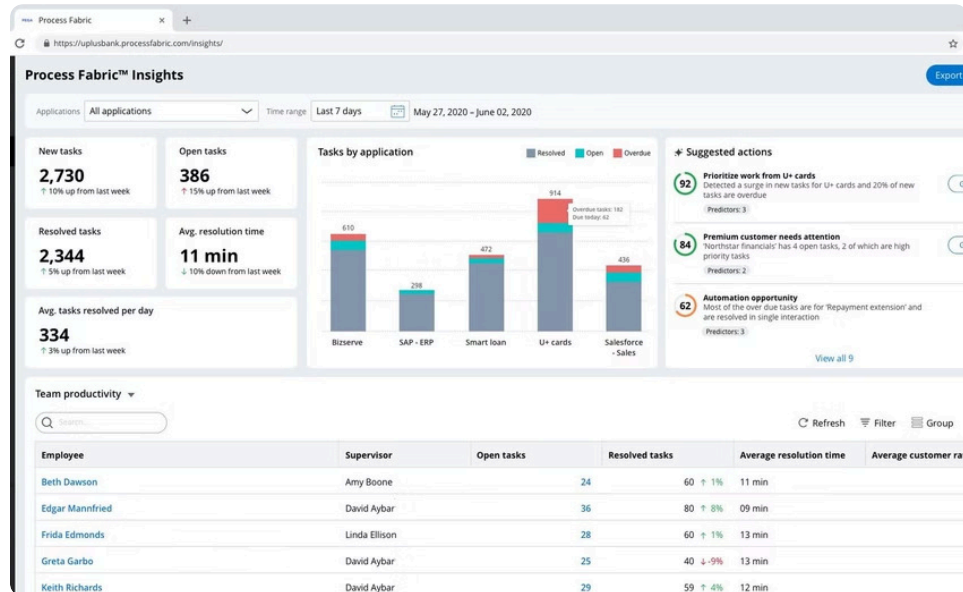 PEGA Process Fabric
https://uplusbank.processfabric.com/insights/
Process Fabric™ Insights
Export
Applications All applications Time range Last 7 days May 27, 2020 – June 02, 2020
New tasks
2,730
↑ 10% up from last week
Open tasks
386
↑ 15% up from last week
Resolved tasks
2,344
↑ 5% up from last week
Avg. resolution time
11 min
↓ 10% down from last week
Avg. tasks resolved per day
334
↑ 3% up from last week
Tasks by application
Resolved Open Overdue
610
298
472
914
436
Overdue tasks: 182
Due today: 62
Bizserve SAP - ERP Smart loan U+ cards Salesforce
- Sales
Suggested actions
92
Prioritize work from U+ cards
Detected a surge in new tasks for U+ cards and 20% of new
tasks are overdue
Predictors: 3
84
Premium customer needs attention
'Northstar financials' has 4 open tasks, 2 of which are high
priority tasks
Predictors: 2
62
Automation opportunity
Most of the over due tasks are for 'Repayment extension' and
are resolved in single interaction
Predictors: 3
View all 9
Team productivity
Search...
Refresh Filter Group
Employee Supervisor Open tasks Resolved tasks Average resolution time Average customer ra
Beth Dawson Amy Boone 24 60 ↑ 1% 11 min
Edgar Mannfried David Aybar 36 80 ↑ 8% 09 min
Frida Edmonds Linda Ellison 28 60 ↑ 1% 13 min
Greta Garbo David Aybar 25 40 ↓ -9% 13 min
Keith Richards David Aybar 29 59 ↑ 4% 12 min